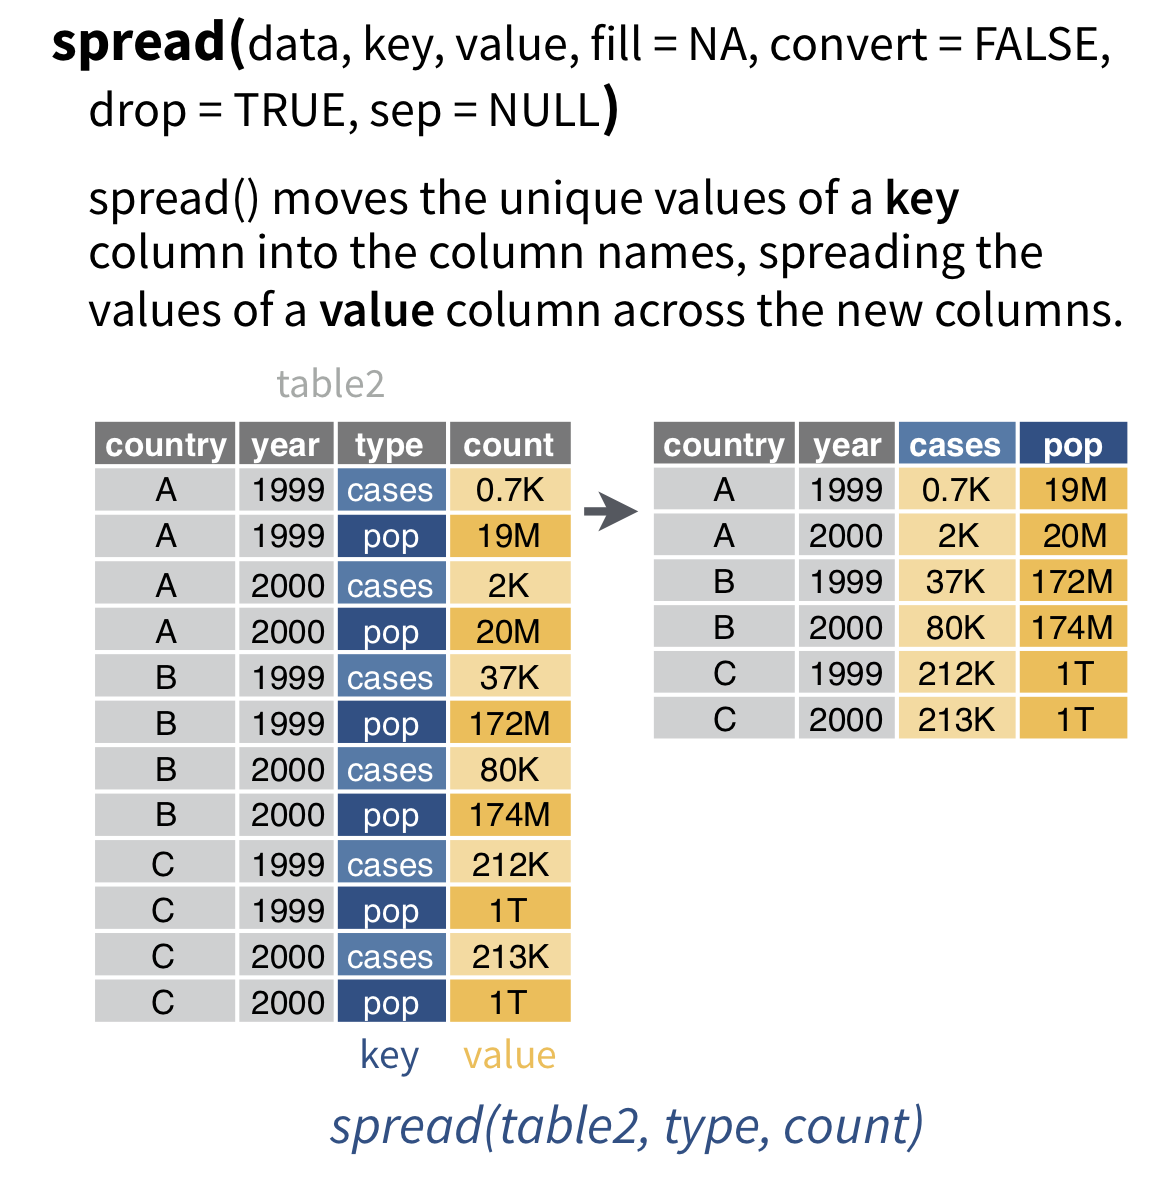 spread(data, key, value, fill = NA, convert = FALSE,
drop = TRUE, sep = NULL)
spread() moves the unique values of a key
column into the column names, spreading the
values of a value column across the new columns.
table2
country year type count
A 1999 cases 0.7K
A 1999 pop 19M
A 2000 cases 2K
A 2000 pop 20M
B 1999 cases 37K
B 1999 pop 172M
B 2000 cases 80K
B 2000 pop 174M
C 1999 cases 212K
C 1999 pop 1T
C 2000 cases 213K
C 2000 pop 1T
key value
country year cases pop
A 1999 0.7K 19M
A 2000 2K 20M
B 1999 37K 172M
B 2000 80K 174M
C 1999 212K 1T
C 2000 213K 1T
spread(table2, type, count)